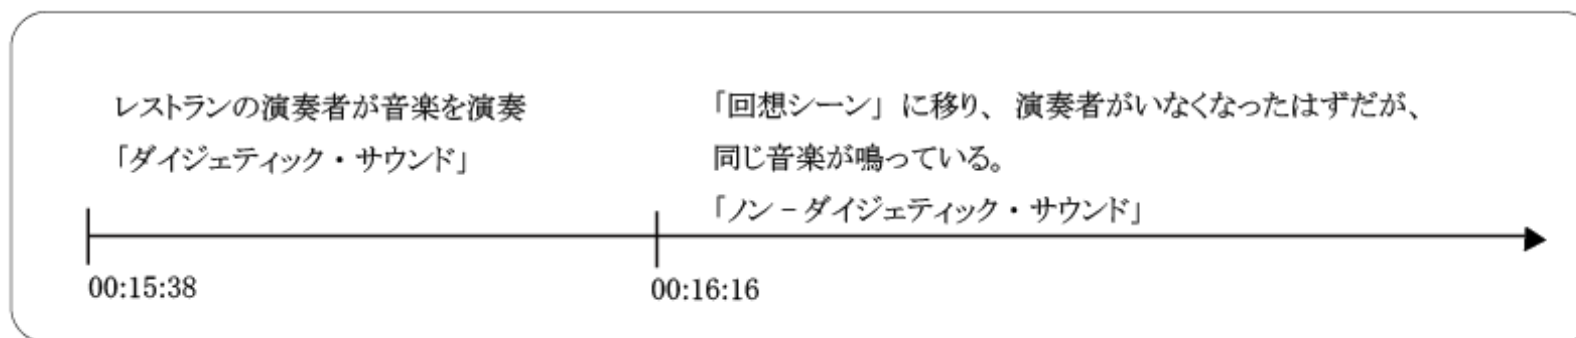 レストランの演奏者が音楽を演奏
「ダイジェティック・サウンド」
「回想シーン」に移り、演奏者がいなくなったはずだが、
同じ音楽が鳴っている。
「ノン－ダイジェティック・サウンド」
00:15:38
00:16:16